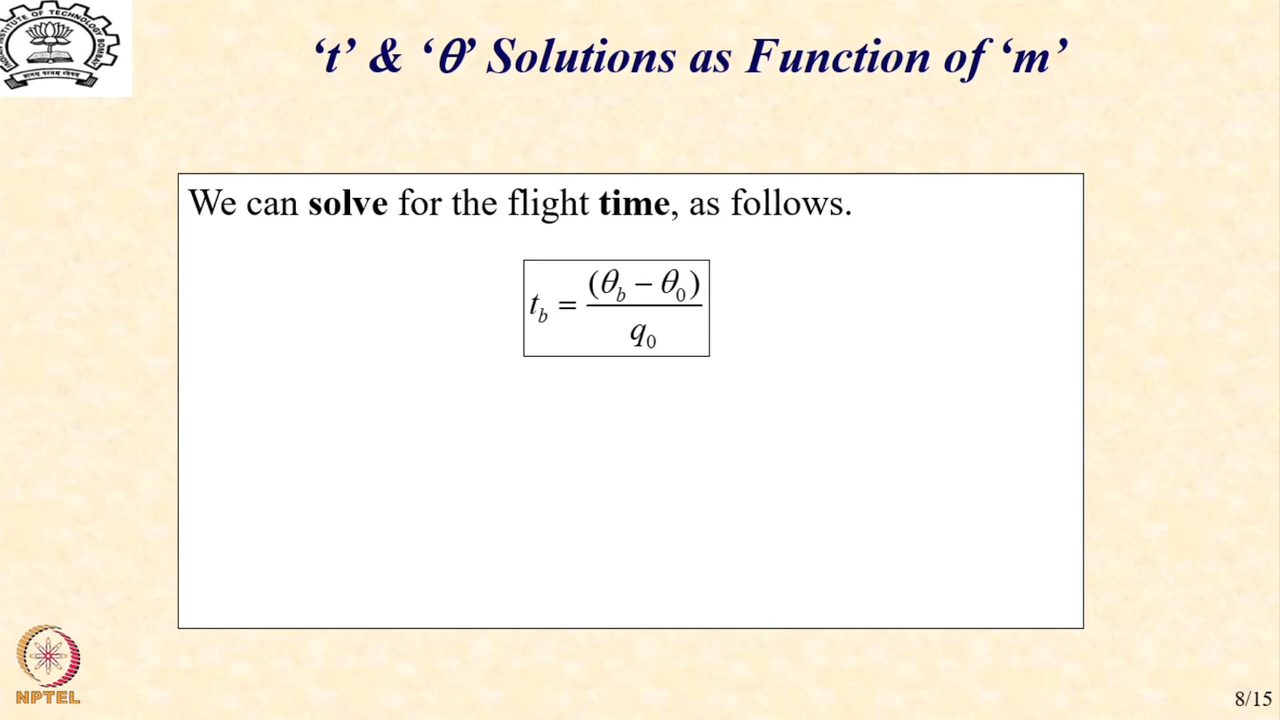 ‘t’ & ‘θ’ Solutions as Function of ‘m’
We can solve for the flight time, as follows.
t_b = (θ_b − θ_0) / q_0
NPTEL
8/15